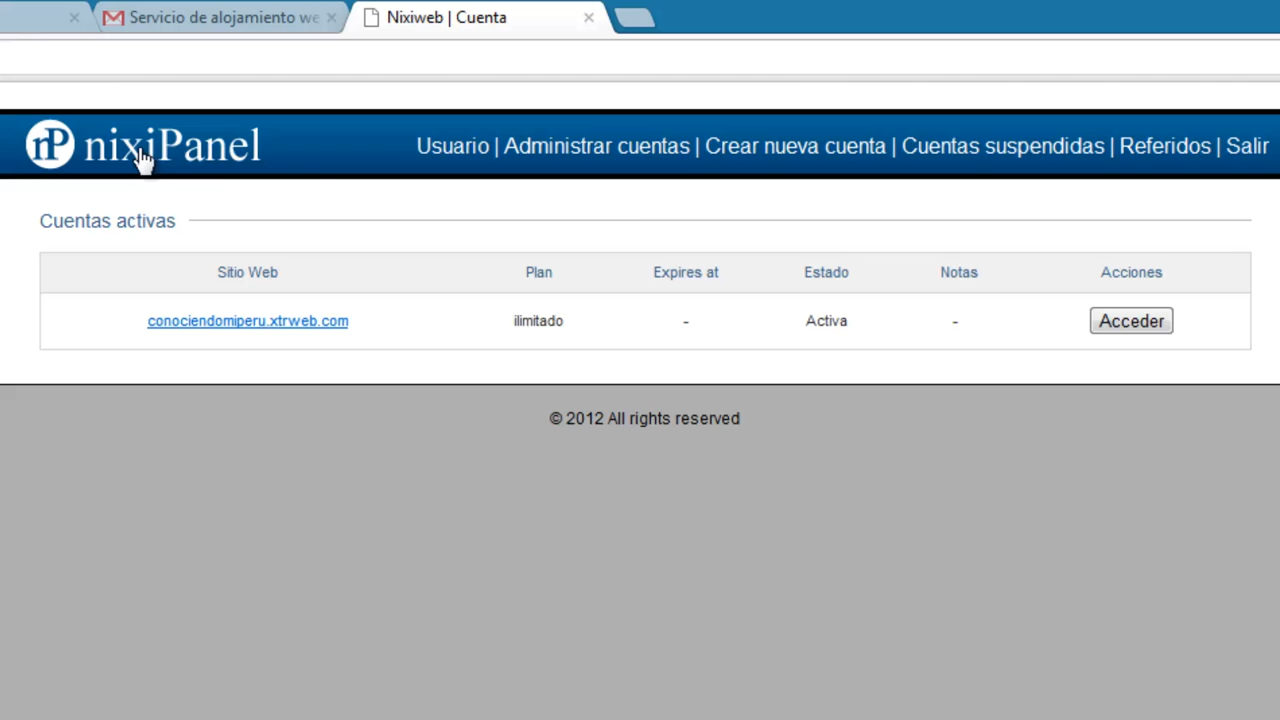 Servicio de alojamiento we
Nixiweb | Cuenta
nP nixiPanel
Usuario | Administrar cuentas | Crear nueva cuenta | Cuentas suspendidas | Referidos | Salir
Cuentas activas
Sitio Web Plan Expires at Estado Notas Acciones
conociendomiperu.xtrweb.com ilimitado - Activa - Acceder
© 2012 All rights reserved